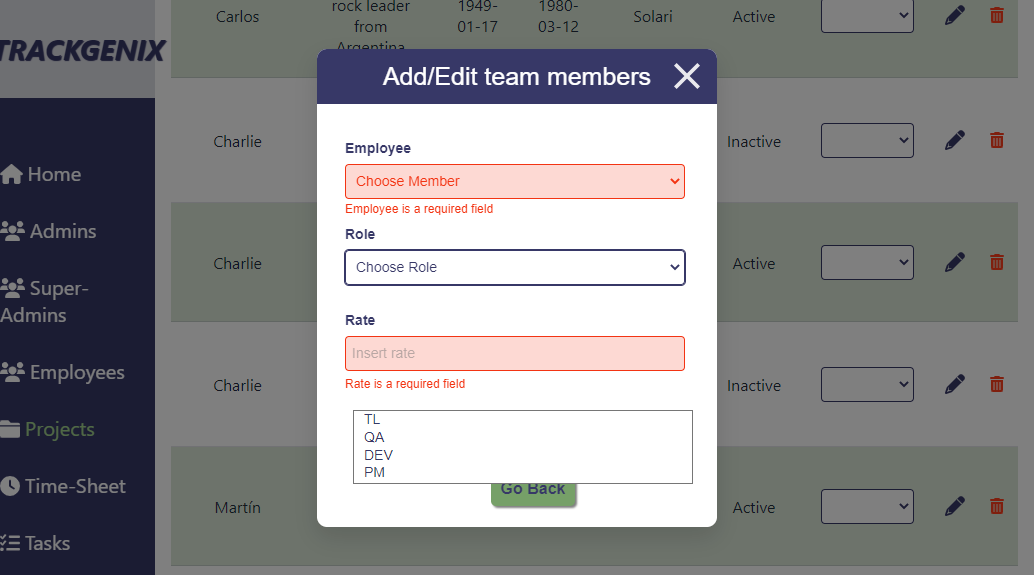 TRACKGENIX
Home
Admins
Super-
Admins
Employees
Projects
Time-Sheet
Tasks
Carlos
rock leader
from
Argentina
1949-
01-17
1980-
03-12
Solari
Active
Charlie
Inactive
Charlie
Active
Charlie
Inactive
Martín
Active
Add/Edit team members
Employee
Choose Member
Employee is a required field
Role
Choose Role
Rate
Insert rate
Rate is a required field
TL
QA
DEV
PM
Go Back